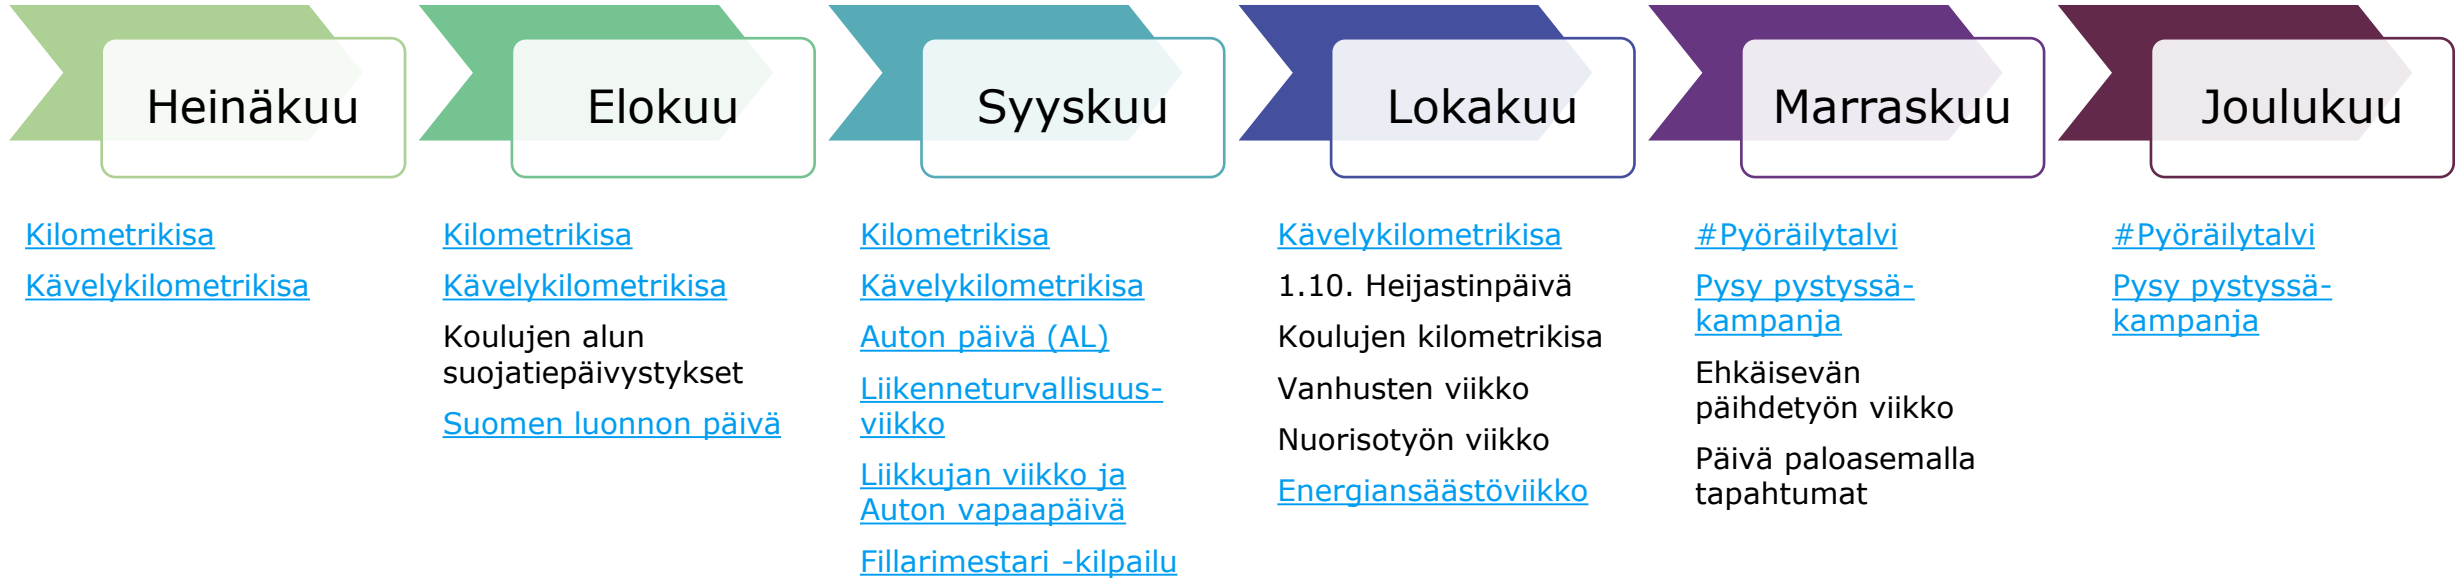 Heinäkuu
Elokuu
Syyskuu
Lokakuu
Marraskuu
Joulukuu
Kilometrikisa
Kävelykilometrikisa
Kilometrikisa
Kävelykilometrikisa
Koulujen alun
suojatiepäivystykset
Suomen luonnon päivä
Kilometrikisa
Kävelykilometrikisa
Auton päivä (AL)
Liikenneturvallisuus-
viikko
Liikkujan viikko ja
Auton vapaapäivä
Fillarimestari -kilpailu
Kävelykilometrikisa
1.10. Heijastinpäivä
Koulujen kilometrikisa
Vanhusten viikko
Nuorisotyön viikko
Energiansäästöviikko
#Pyöräilytalvi
Pysy pystyssä-
kampanja
Ehkäisevän
päihdetyön viikko
Päivä paloasemalla
tapahtumat
#Pyöräilytalvi
Pysy pystyssä-
kampanja